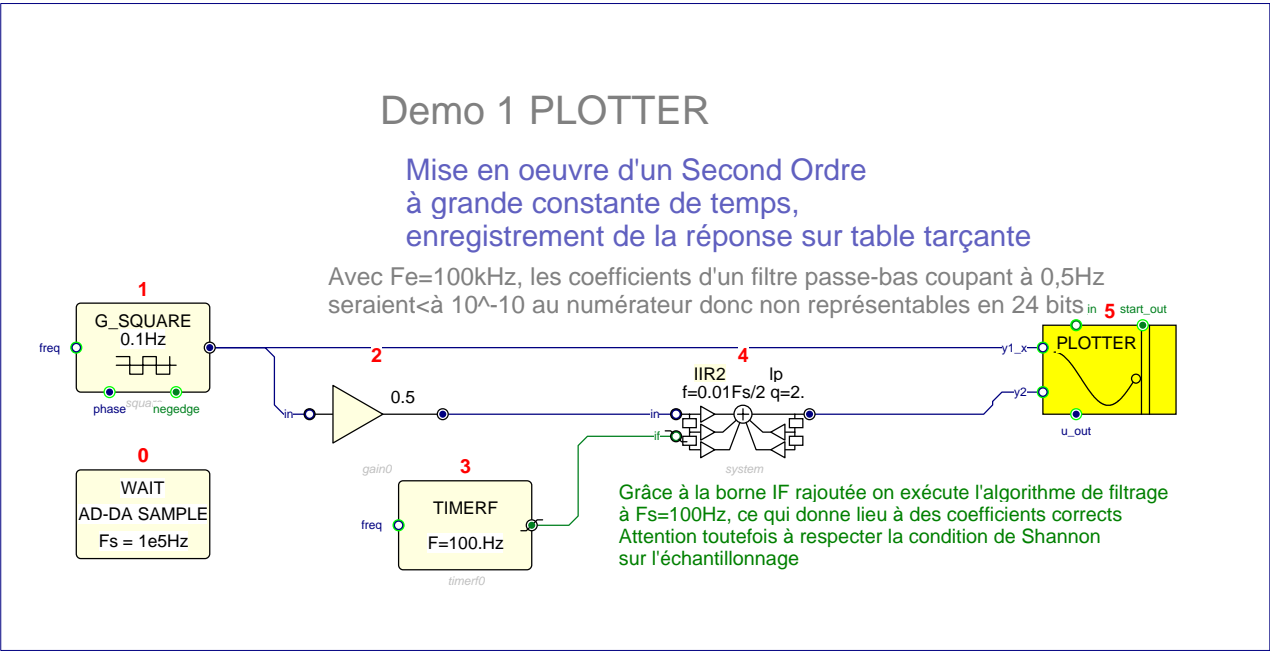 Demo 1 PLOTTER
Mise en oeuvre d'un Second Ordre
à grande constante de temps,
enregistrement de la réponse sur table tarçante
Avec Fe=100kHz, les coefficients d'un filtre passe-bas coupant à 0,5Hz
seraient<à 10^-10 au numérateur donc non représentables en 24 bits
1
G_SQUARE
0.1Hz
freq
phase
negedge
2
in
0.5
gain0
0
WAIT
AD-DA SAMPLE
Fs = 1e5Hz
3
TIMERF
freq
F=100.Hz
timerf0
4
IIR2 lp
f=0.01Fs/2 q=2.
in
if
system
in 5 start_out
PLOTTER
y1_x
y2
u_out
Grâce à la borne IF rajoutée on exécute l'algorithme de filtrage
à Fs=100Hz, ce qui donne lieu à des coefficients corrects
Attention toutefois à respecter la condition de Shannon
sur l'échantillonnage